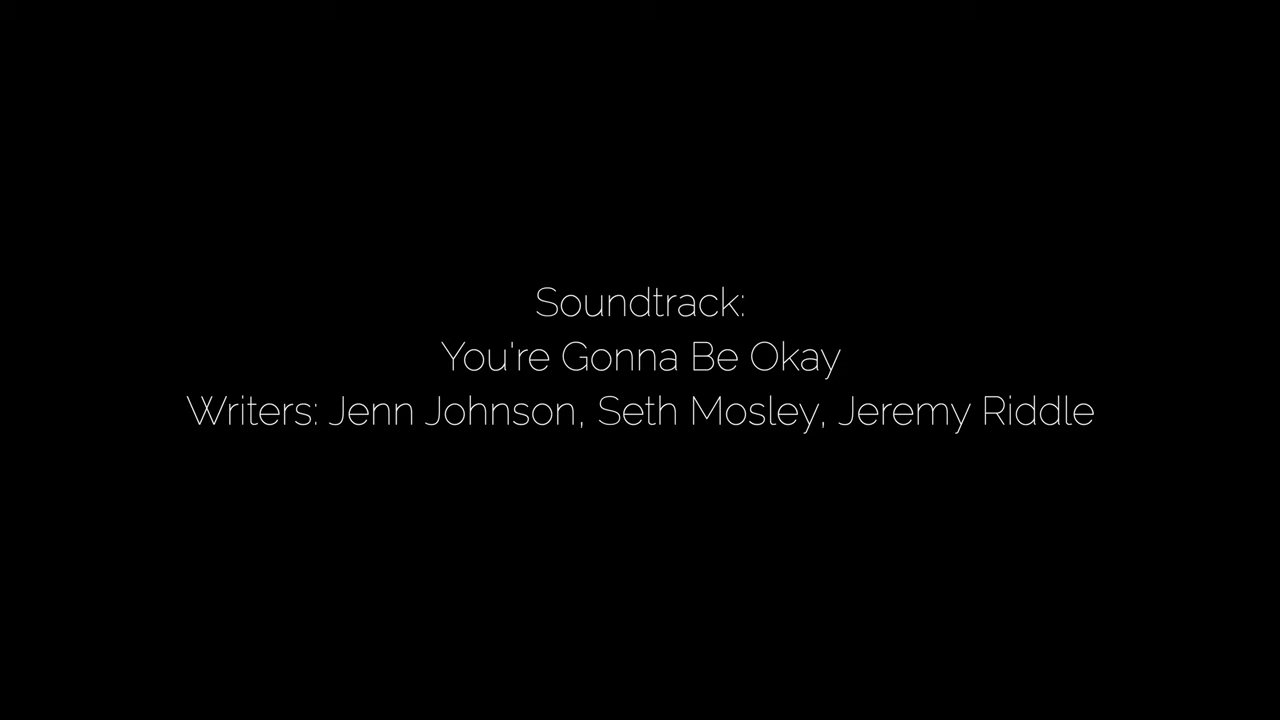 Soundtrack:
You're Gonna Be Okay
Writers: Jenn Johnson, Seth Mosley, Jeremy Riddle